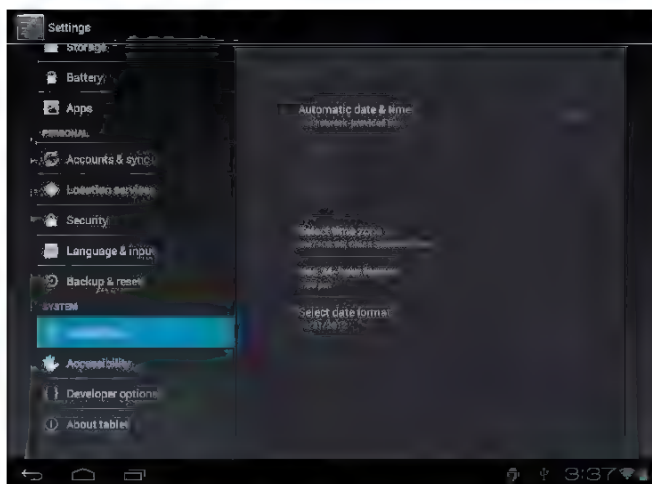 Settings
Storage
Battery
Apps
PERSONAL
Accounts & sync
Location services
Security
Language & input
Backup & reset
SYSTEM
Accessibility
Developer options
About tablet
Automatic date & time
Select time zone
Select date format
3:37